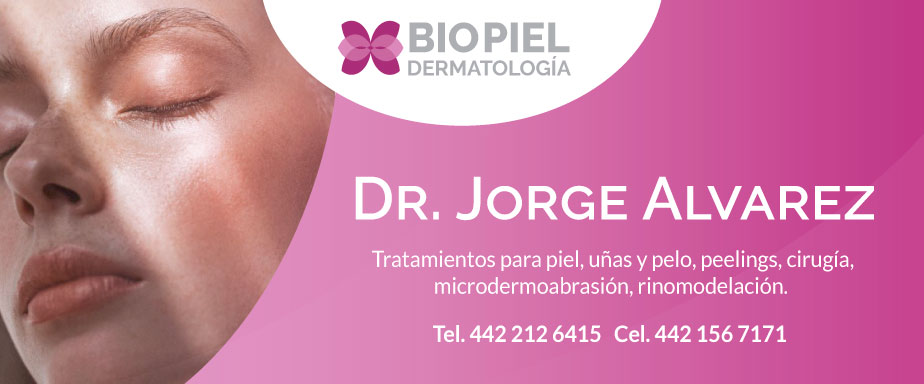 BIOPIEL
DERMATOLOGÍA
DR. JORGE ALVAREZ
Tratamientos para piel, uñas y pelo, peelings, cirugía,
microdermoabrasión, rinomodelación.
Tel. 442 212 6415 Cel. 442 156 7171